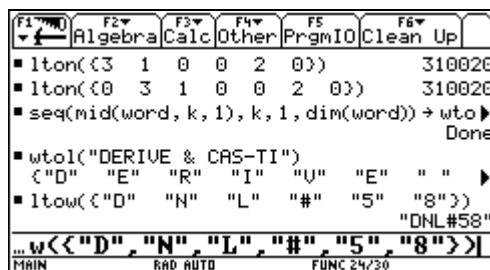 F1 F2 F3 F4 F5 F6
Algebra Calc Other PrgmIO Clean Up
▪ lton({3 1 0 0 2 0}) 310020
▪ lton({0 3 1 0 0 2 0}) 310020
▪ seq(mid(word,k,1),k,1,dim(word)) → wto▶
Done
▪ wtol("DERIVE & CAS-TI")
{"D" "E" "R" "I" "V" "E" " " ▶
▪ ltow({"D" "N" "L" "#" "5" "8"})
"DNL#58"
…w({"D","N","L","#","5","8"})
MAIN RAD AUTO FUNC 24/30